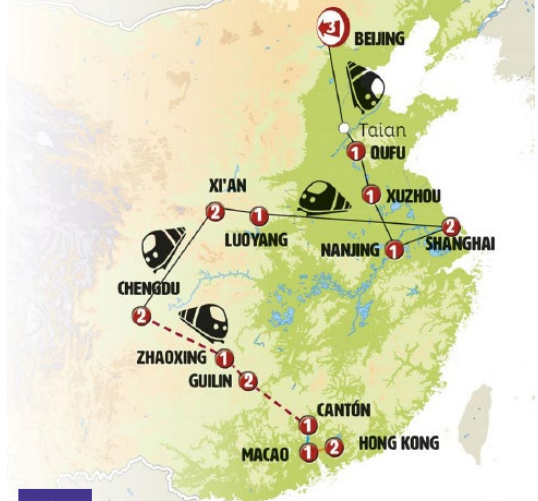 3
BEIJING
Taian
1 QUFU
1 XUZHOU
XI'AN
2
1
LUOYANG
2
SHANGHAI
NANJING 1
CHENGDU
2
ZHAOXING 1
GUILIN 2
CANTÓN
1
MACAO 1
2 HONG KONG